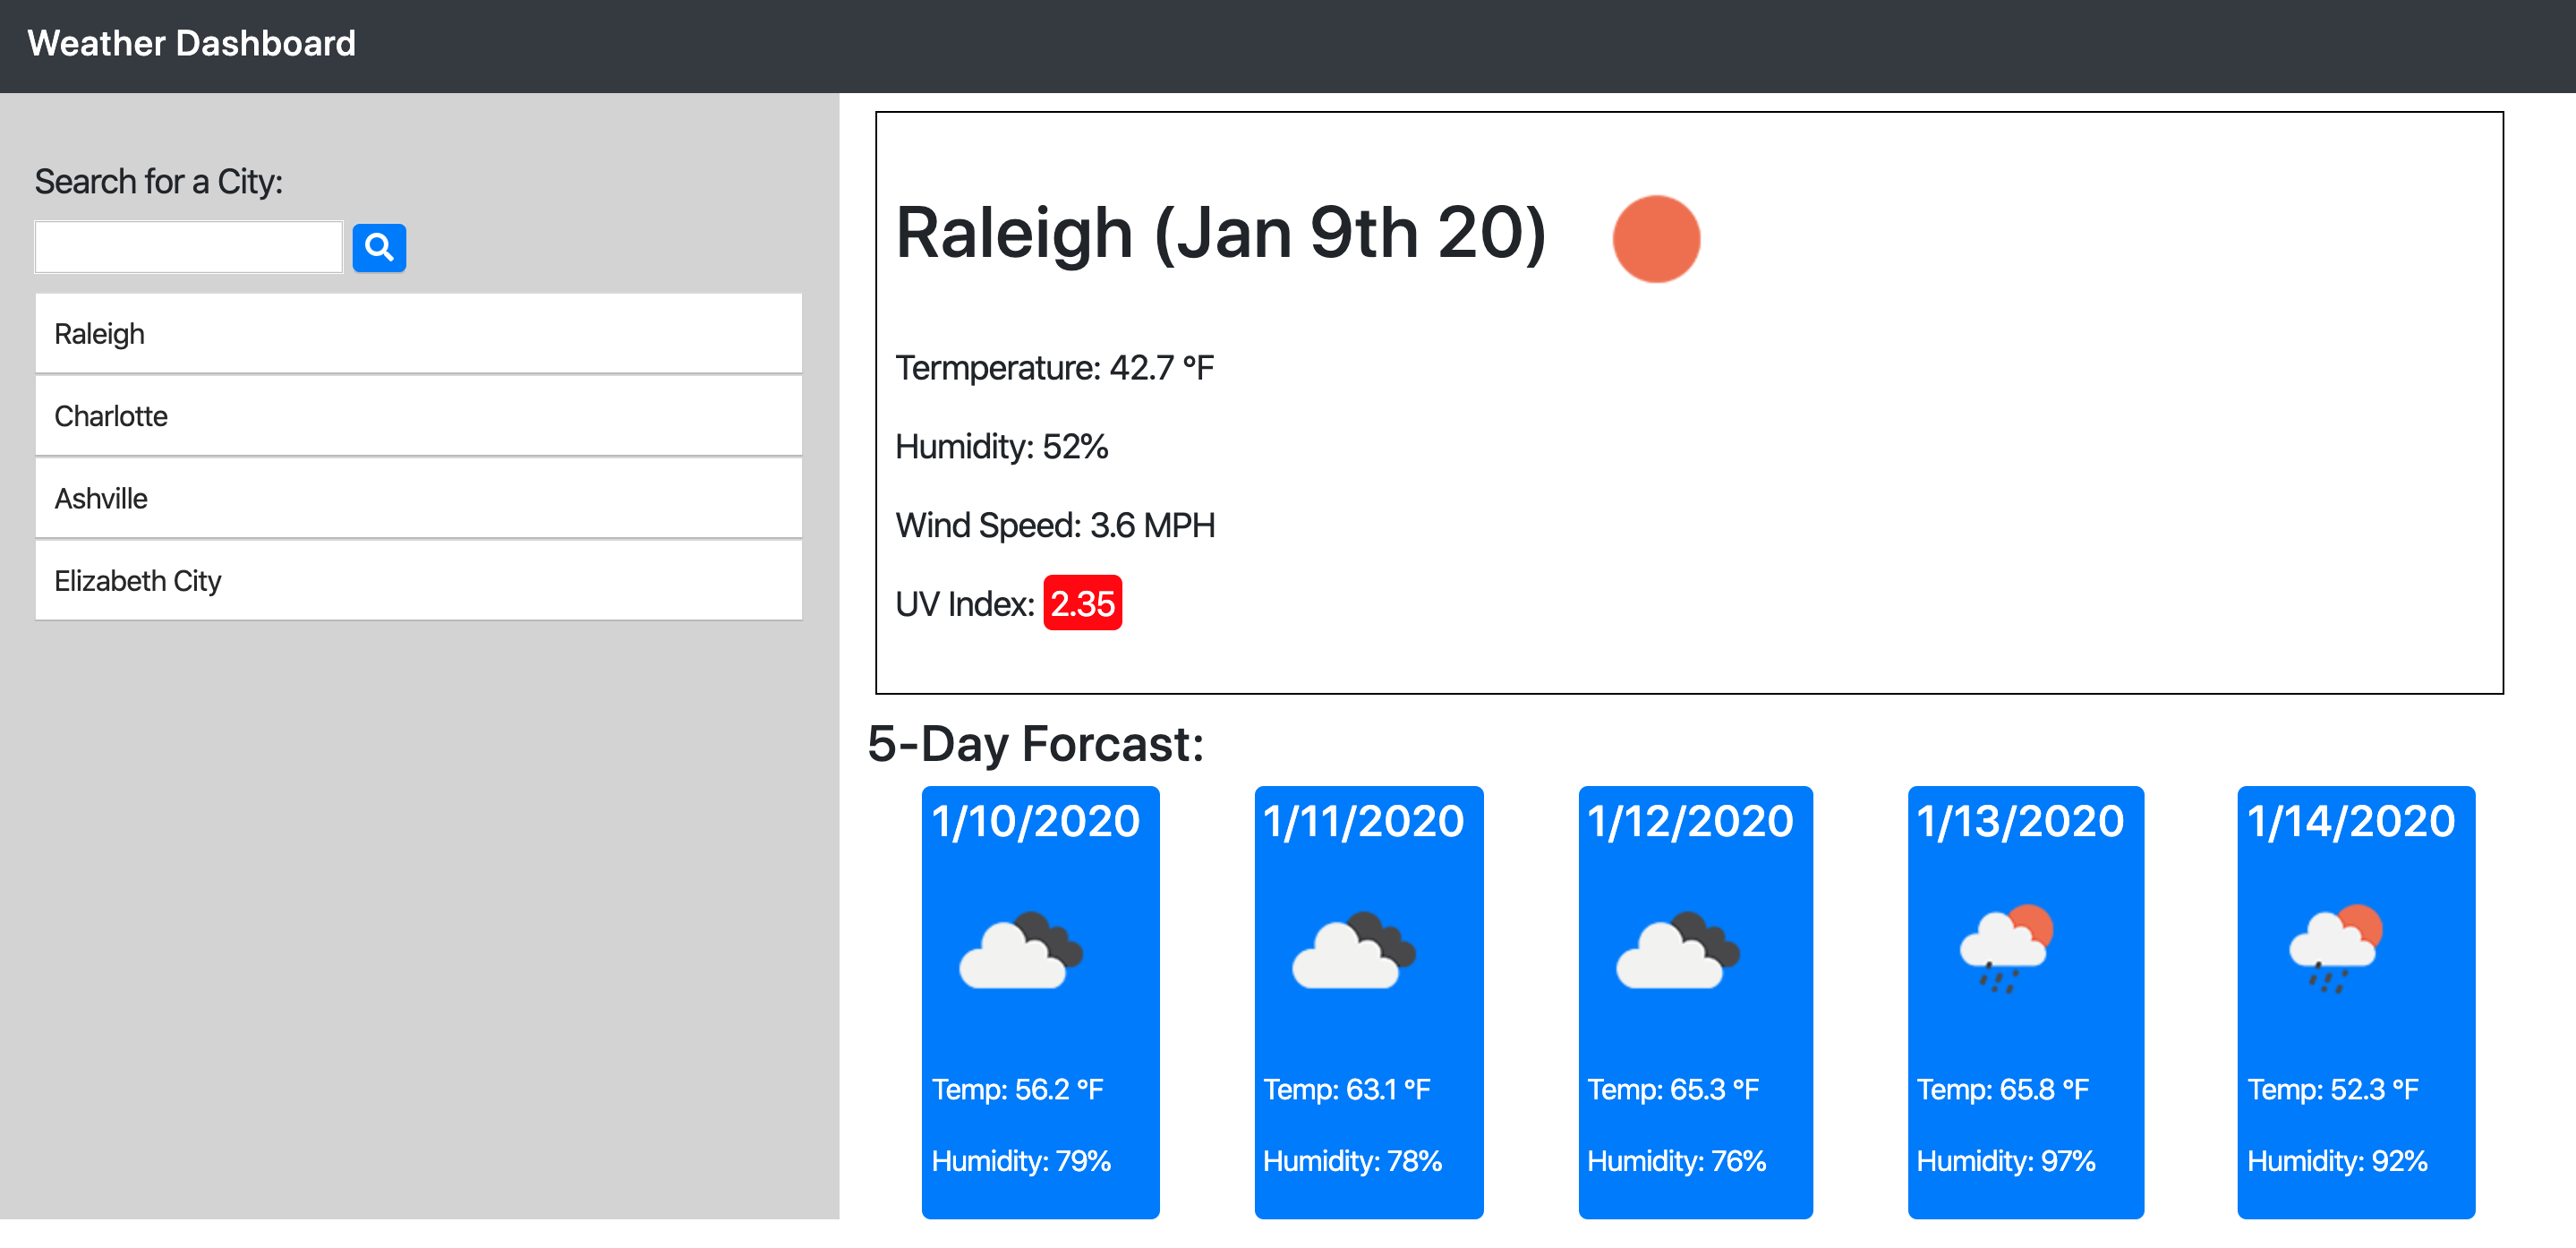 Weather Dashboard
Search for a City:
Raleigh
Charlotte
Ashville
Elizabeth City
Raleigh (Jan 9th 20)
Termperature: 42.7 °F
Humidity: 52%
Wind Speed: 3.6 MPH
UV Index: 2.35
5-Day Forcast:
1/10/2020
Temp: 56.2 °F
Humidity: 79%
1/11/2020
Temp: 63.1 °F
Humidity: 78%
1/12/2020
Temp: 65.3 °F
Humidity: 76%
1/13/2020
Temp: 65.8 °F
Humidity: 97%
1/14/2020
Temp: 52.3 °F
Humidity: 92%